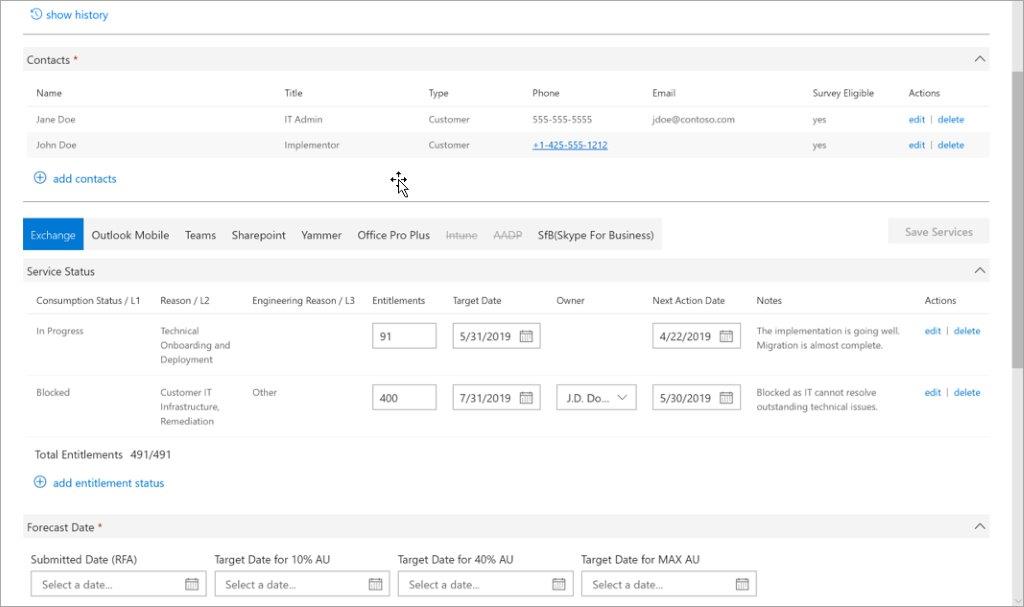 show history
Contacts *
Name Title Type Phone Email Survey Eligible Actions
Jane Doe IT Admin Customer 555-555-5555 jdoe@contoso.com yes edit | delete
John Doe Implementor Customer +1-425-555-1212 yes edit | delete
add contacts
Exchange Outlook Mobile Teams Sharepoint Yammer Office Pro Plus Intune AADP SfB(Skype For Business) Save Services
Service Status
Consumption Status / L1 Reason / L2 Engineering Reason / L3 Entitlements Target Date Owner Next Action Date Notes Actions
In Progress Technical 91 5/31/2019 4/22/2019 The implementation is going well. edit | delete
Onboarding and Migration is almost complete.
Deployment
Blocked Customer IT Other 400 7/31/2019 J.D. Do... 5/30/2019 Blocked as IT cannot resolve edit | delete
Infrastructure, outstanding technical issues.
Remediation
Total Entitlements 491/491
add entitlement status
Forecast Date *
Submitted Date (RFA) Target Date for 10% AU Target Date for 40% AU Target Date for MAX AU
Select a date... Select a date... Select a date... Select a date...